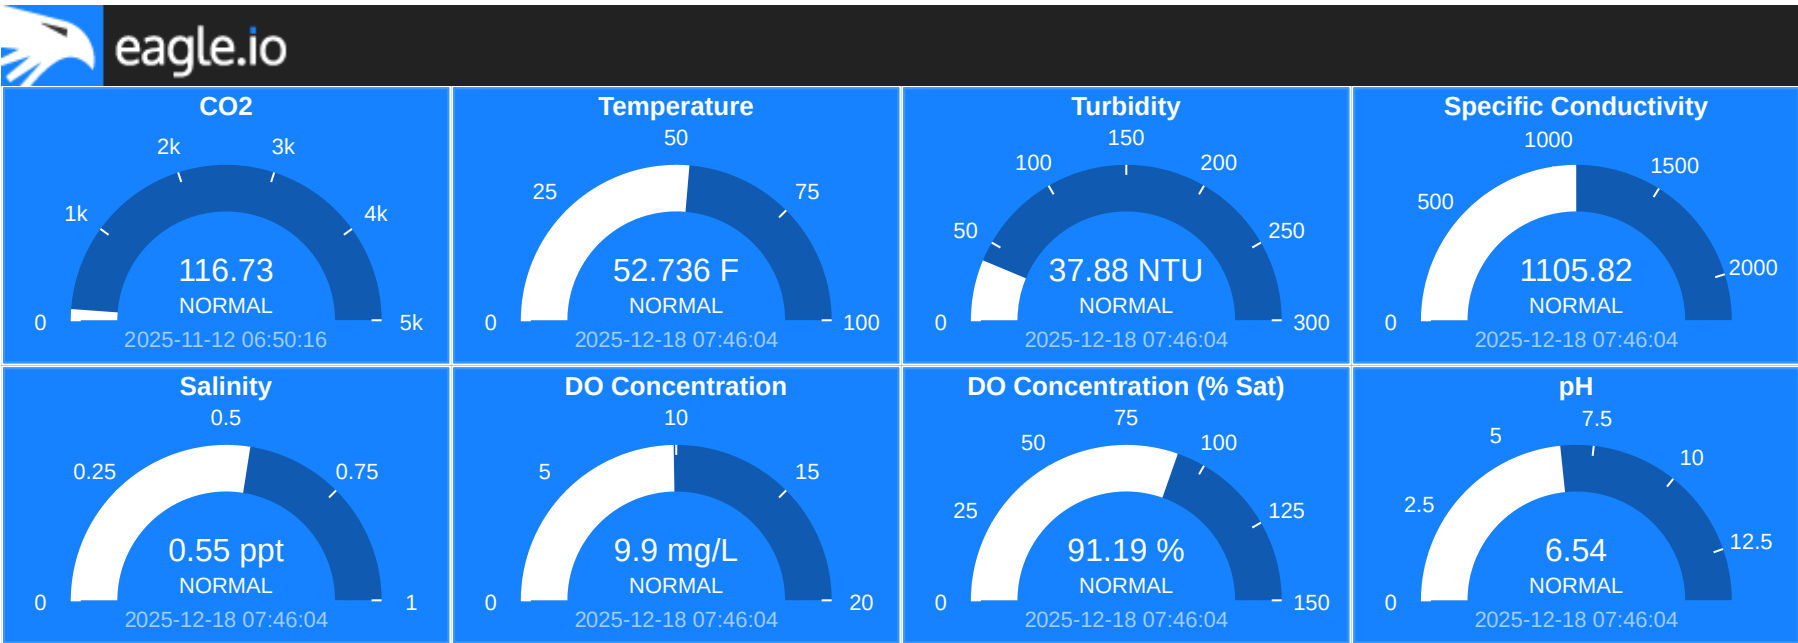 eagle.io
CO2
2k
3k
1k
4k
116.73
NORMAL
0
5k
2025-11-12 06:50:16
Temperature
50
25
75
52.736 F
NORMAL
0
100
2025-12-18 07:46:04
Turbidity
150
100
200
50
250
37.88 NTU
NORMAL
0
300
2025-12-18 07:46:04
Specific Conductivity
1000
1500
500
2000
1105.82
NORMAL
0
2025-12-18 07:46:04
Salinity
0.5
0.25
0.75
0.55 ppt
NORMAL
0
1
2025-12-18 07:46:04
DO Concentration
10
5
15
9.9 mg/L
NORMAL
0
20
2025-12-18 07:46:04
DO Concentration (% Sat)
75
50
100
25
125
91.19 %
NORMAL
0
150
2025-12-18 07:46:04
pH
7.5
5
10
2.5
12.5
6.54
NORMAL
0
2025-12-18 07:46:04